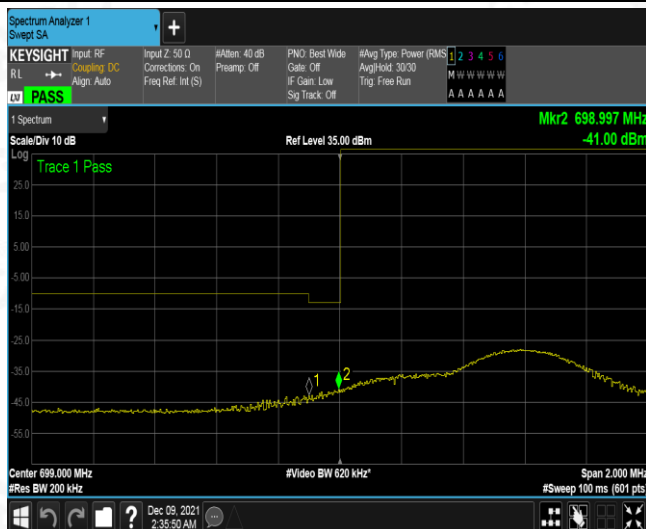 Spectrum Analyzer 1
Swept SA
+
KEYSIGHT
RL
LXI PASS
Input: RF
Coupling: DC
Align: Auto
Input Z: 50 Ω
Corrections: On
Freq Ref: Int (S)
#Atten: 40 dB
Preamp: Off
PNO: Best Wide
Gate: Off
IF Gain: Low
Sig Track: Off
#Avg Type: Power (RMS
Avg|Hold: 30/30
Trig: Free Run
1 2 3 4 5 6
M W W W W W
A A A A A A
1 Spectrum
Scale/Div 10 dB
Ref Level 35.00 dBm
Mkr2 698.997 MHz
-41.00 dBm
Log
Trace 1 Pass
25.0
15.0
5.00
-5.00
-15.0
-25.0
-35.0
-45.0
-55.0
1
2
Center 699.000 MHz
#Video BW 620 kHz*
Span 2.000 MHz
#Res BW 200 kHz
#Sweep 100 ms (601 pts)
?
Dec 09, 2021
2:35:50 AM